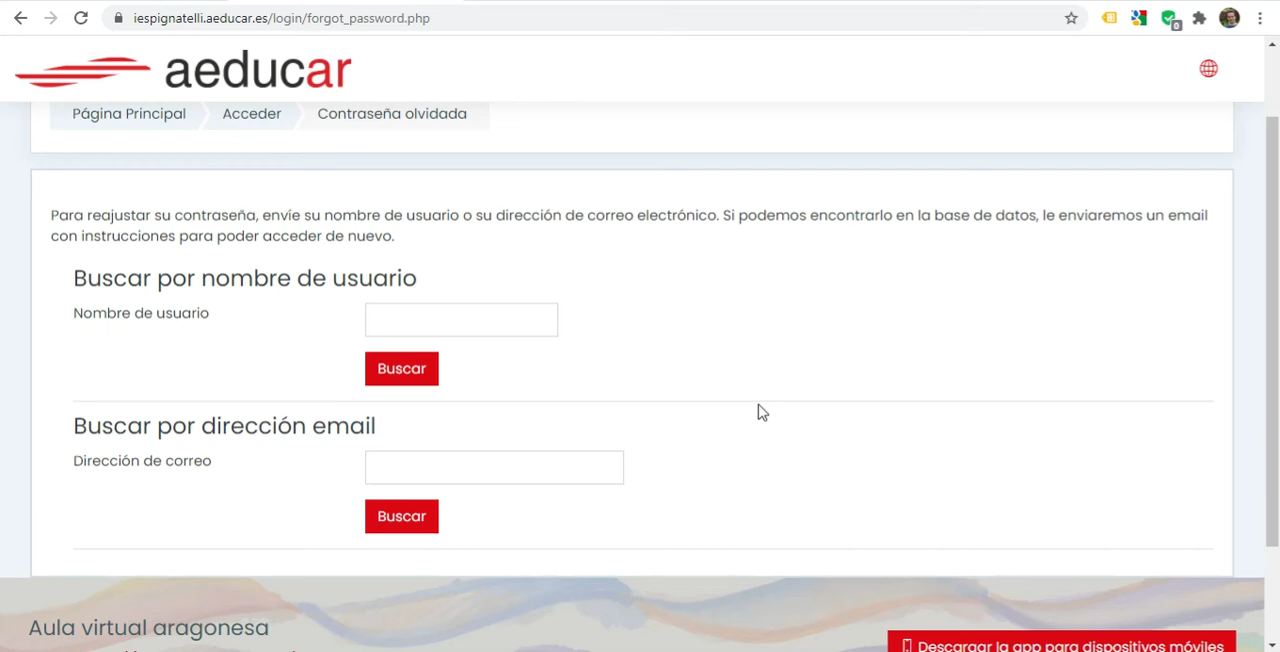 iespignatelli.aeducar.es/login/forgot_password.php
0
aeducar
Página Principal
Acceder
Contraseña olvidada
Para reajustar su contraseña, envíe su nombre de usuario o su dirección de correo electrónico. Si podemos encontrarlo en la base de datos, le enviaremos un email
con instrucciones para poder acceder de nuevo.
Buscar por nombre de usuario
Nombre de usuario
Buscar
Buscar por dirección email
Dirección de correo
Buscar
Aula virtual aragonesa
Descargar la app para dispositivos móviles